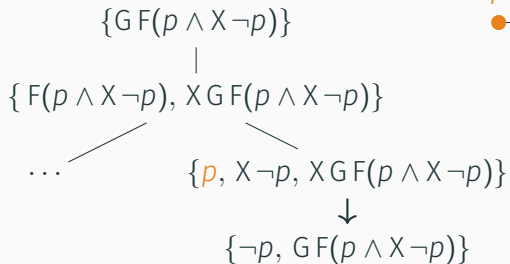 {G F(p ∧ X ¬p)}
{ F(p ∧ X ¬p), X G F(p ∧ X ¬p)}
...
{p, X ¬p, X G F(p ∧ X ¬p)}
{¬p, G F(p ∧ X ¬p)}